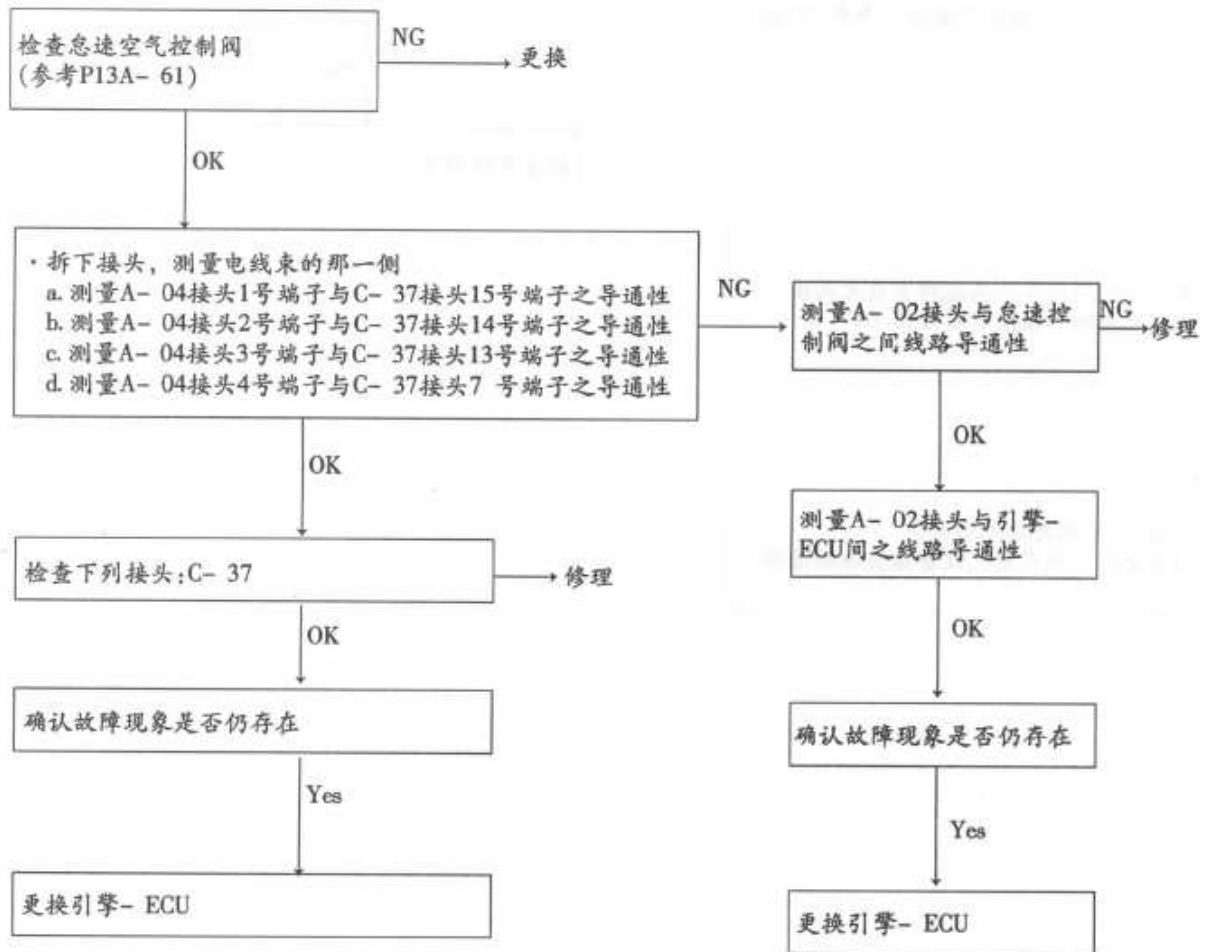 检查怠速空气控制阀
(参考P13A- 61)
NG
更换
OK
· 拆下接头，测量电线束的那一侧
a. 测量A- 04接头1号端子与C- 37接头15号端子之导通性
b. 测量A- 04接头2号端子与C- 37接头14号端子之导通性
c. 测量A- 04接头3号端子与C- 37接头13号端子之导通性
d. 测量A- 04接头4号端子与C- 37接头7 号端子之导通性
NG
测量A- 02接头与怠速控
制阀之间线路导通性
NG
修理
OK
OK
测量A- 02接头与引擎-
ECU间之线路导通性
检查下列接头:C- 37
修理
OK
OK
确认故障现象是否仍存在
确认故障现象是否仍存在
Yes
Yes
更换引擎- ECU
更换引擎- ECU